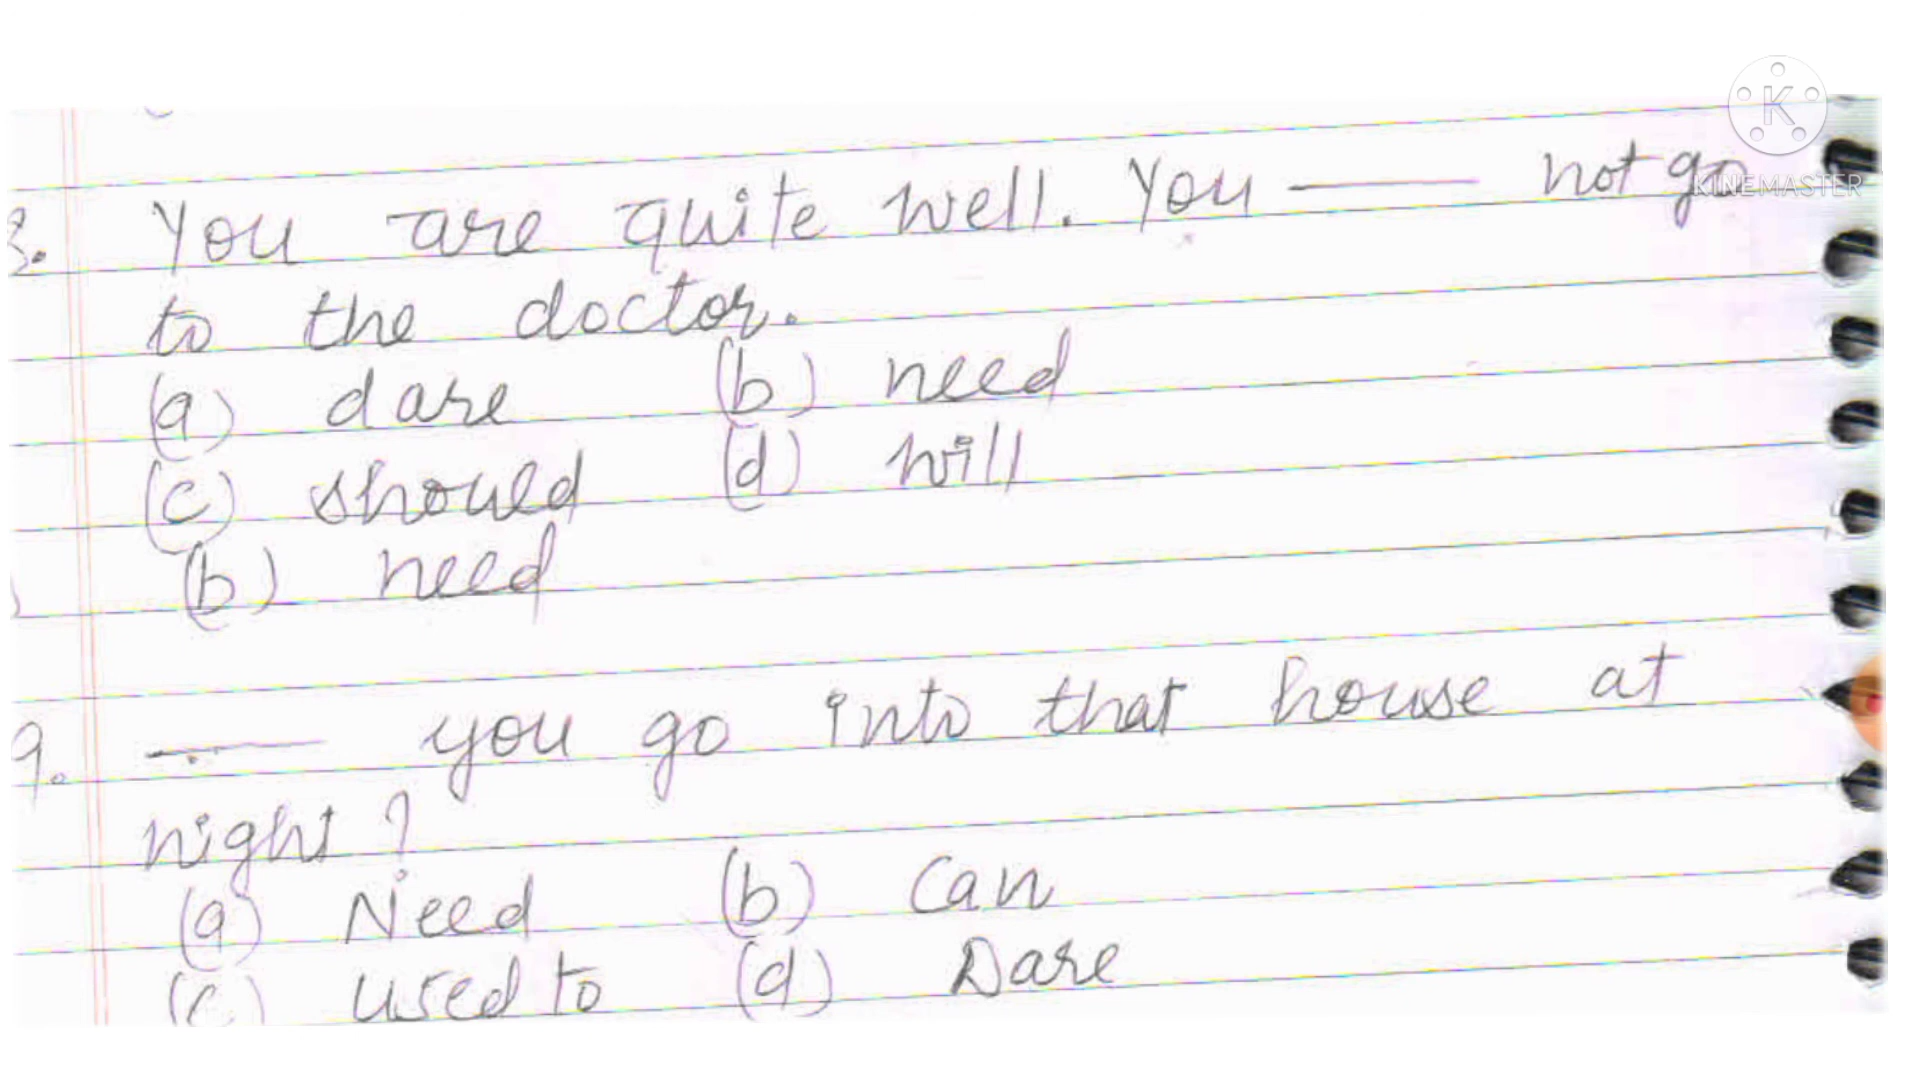 KINEMASTER
8. You are quite well. You —— not go
to the doctor.
(a) dare (b) need
(c) should (d) will
(b) need
9. —— you go into that house at
night?
(a) Need (b) Can
(c) used to (d) Dare